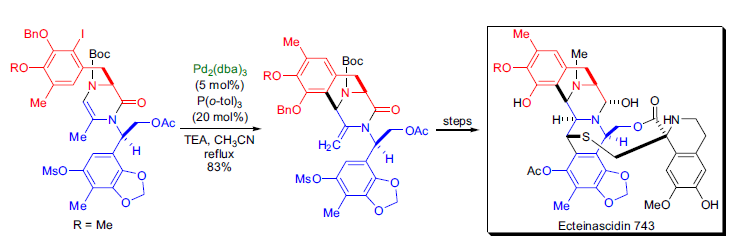 BnO I
RO Boc
Me N
O
N
Me OAc
H
MsO
O
Me O
R = Me
Pd₂(dba)₃
(5 mol%)
P(o-tol)₃
(20 mol%)
TEA, CH₃CN
reflux
83%
Me
Boc
RO
N
BnO
O
N
H₂C OAc
H
MsO
O
Me O
steps
Me
Me
RO N
HO OH
H N O O HN
S H
AcO
O
Me O
MeO OH
Ecteinascidin 743